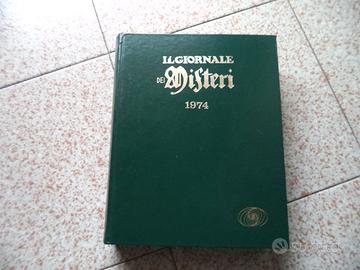 IL GIORNALE
DEI Misteri
1974